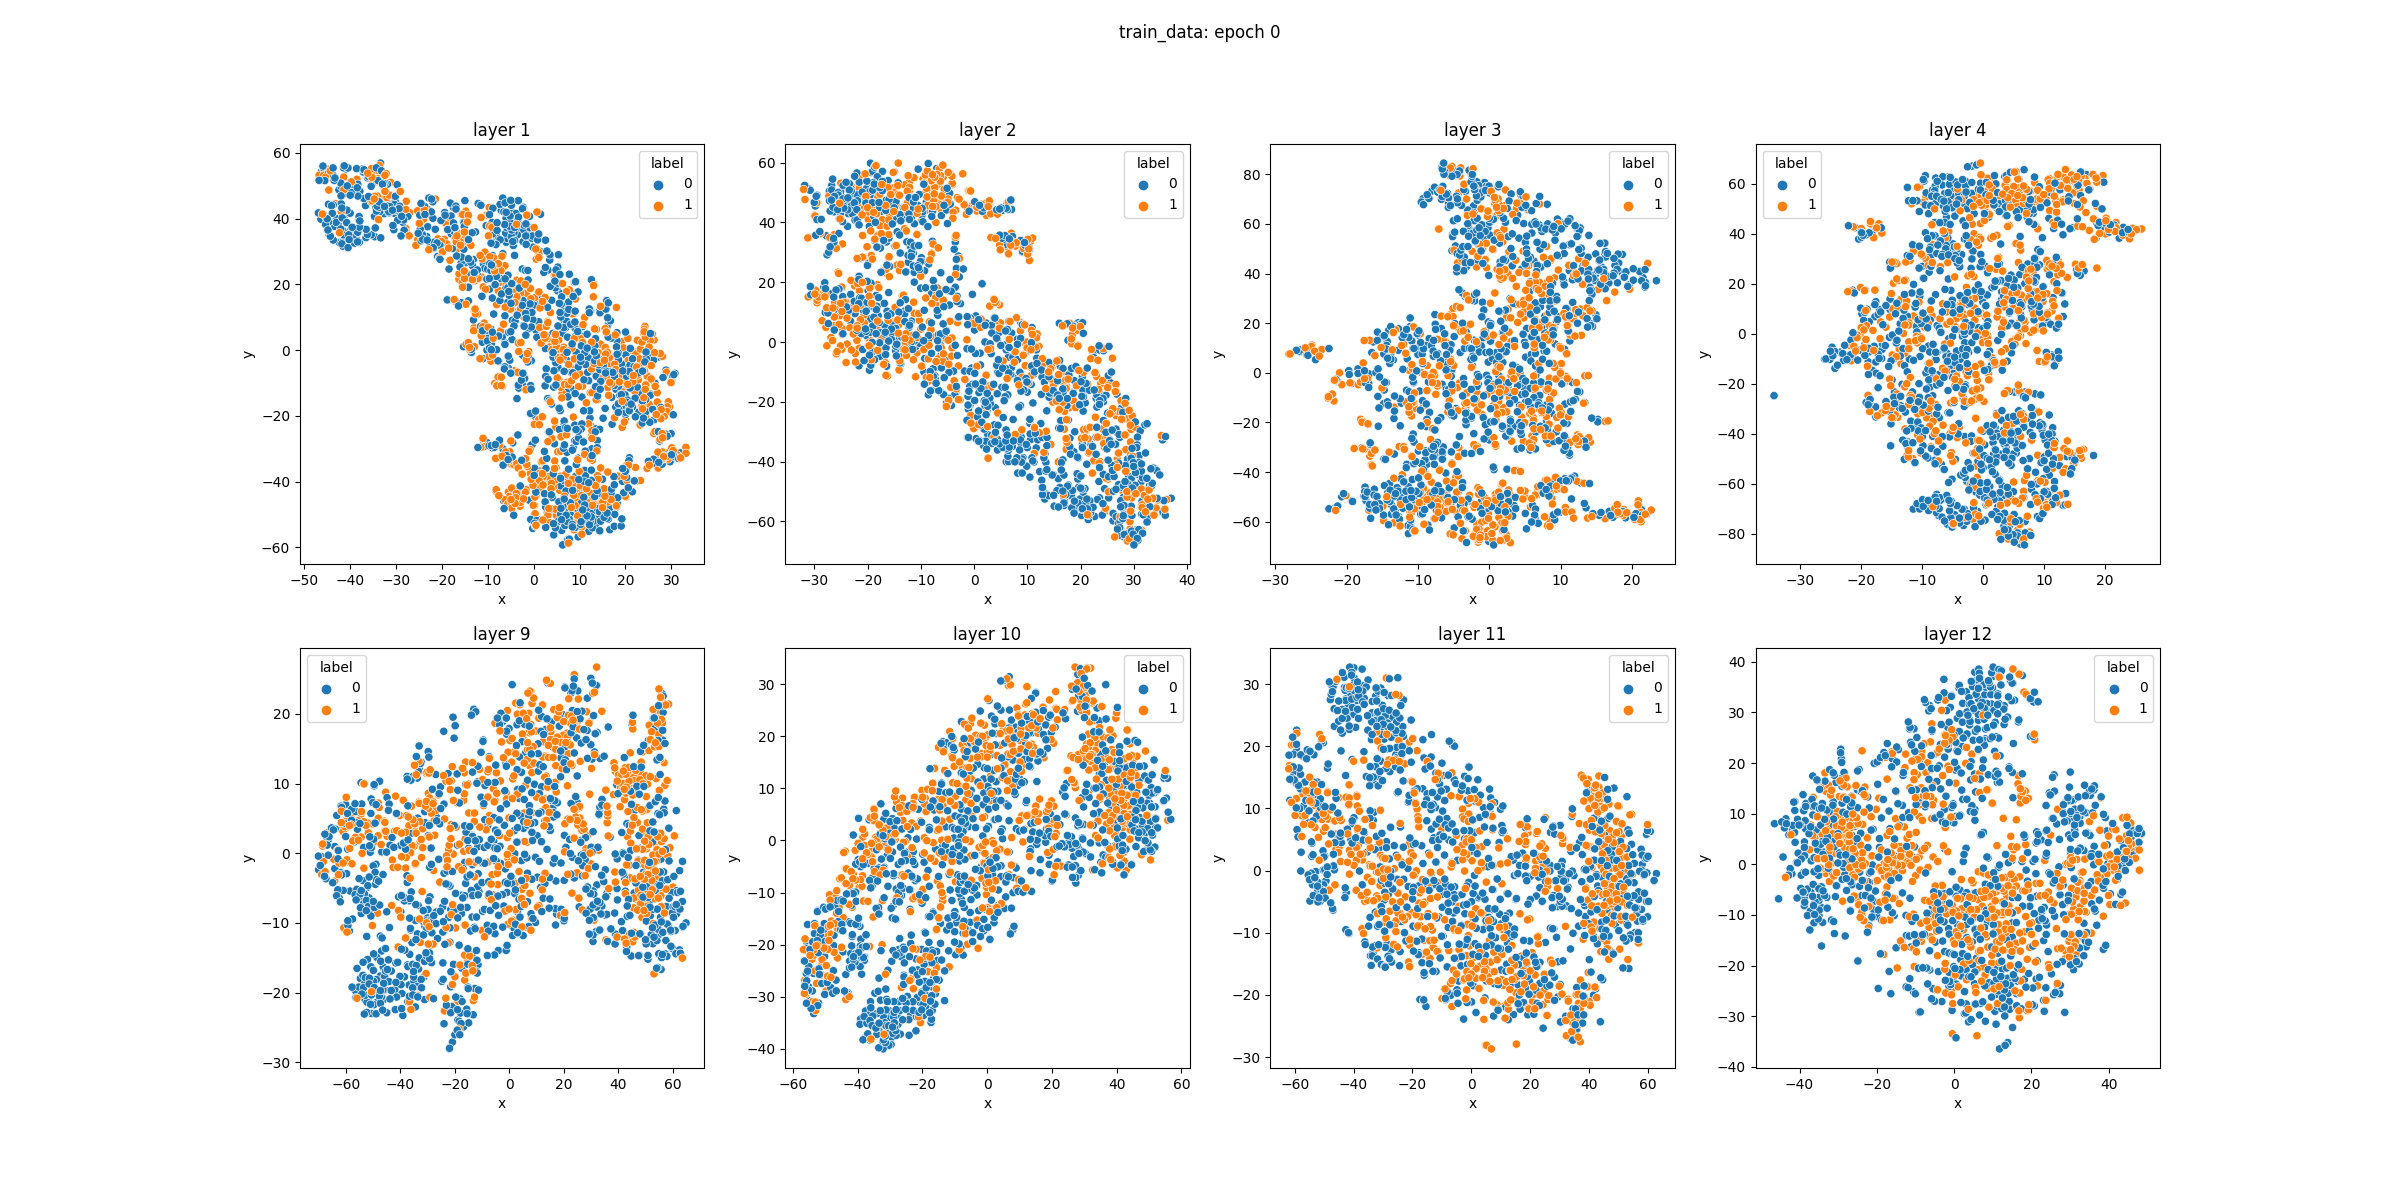 train_data: epoch 0
layer 1
layer 2
layer 3
layer 4
label
0
1
label
0
1
label
0
1
label
0
1
y
60
40
20
0
−20
−40
−60
−50 −40 −30 −20 −10 0 10 20 30
x
y
60
40
20
0
−20
−40
−60
−30 −20 −10 0 10 20 30 40
x
y
80
60
40
20
0
−20
−40
−60
−30 −20 −10 0 10 20
x
y
60
40
20
0
−20
−40
−60
−80
−30 −20 −10 0 10 20
x
layer 9
layer 10
layer 11
layer 12
label
0
1
label
0
1
label
0
1
label
0
1
y
20
10
0
−10
−20
−30
−60 −40 −20 0 20 40 60
x
y
30
20
10
0
−10
−20
−30
−40
−60 −40 −20 0 20 40 60
x
y
30
20
10
0
−10
−20
−30
−60 −40 −20 0 20 40 60
x
y
40
30
20
10
0
−10
−20
−30
−40
−40 −20 0 20 40
x